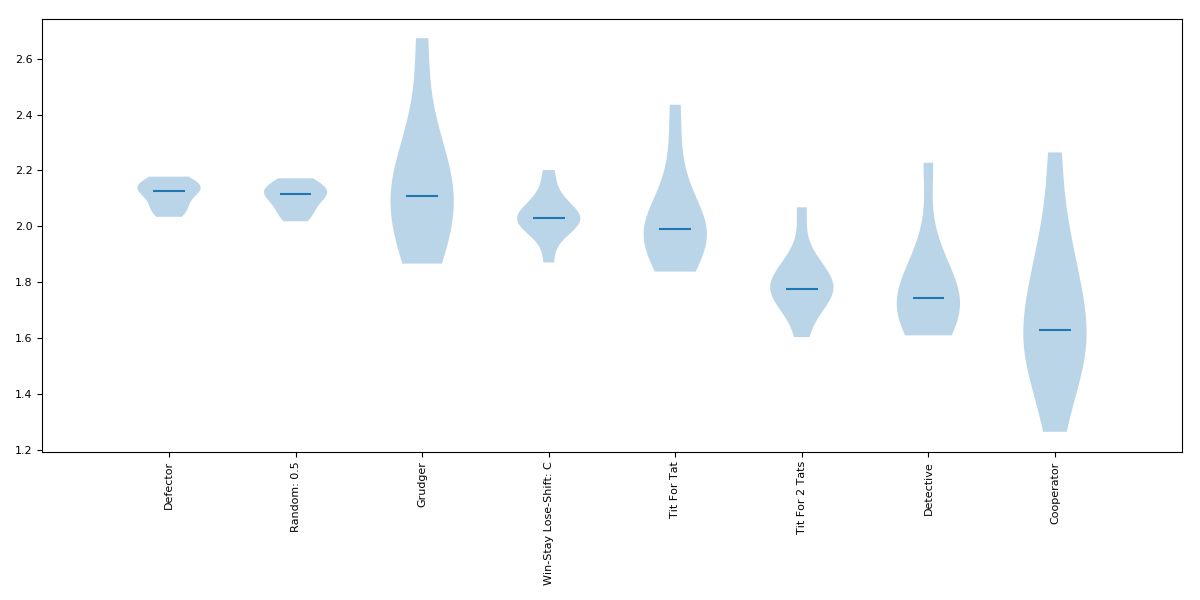 2.6
2.4
2.2
2.0
1.8
1.6
1.4
1.2
Defector
Random: 0.5
Grudger
Win-Stay Lose-Shift: C
Tit For Tat
Tit For 2 Tats
Detective
Cooperator